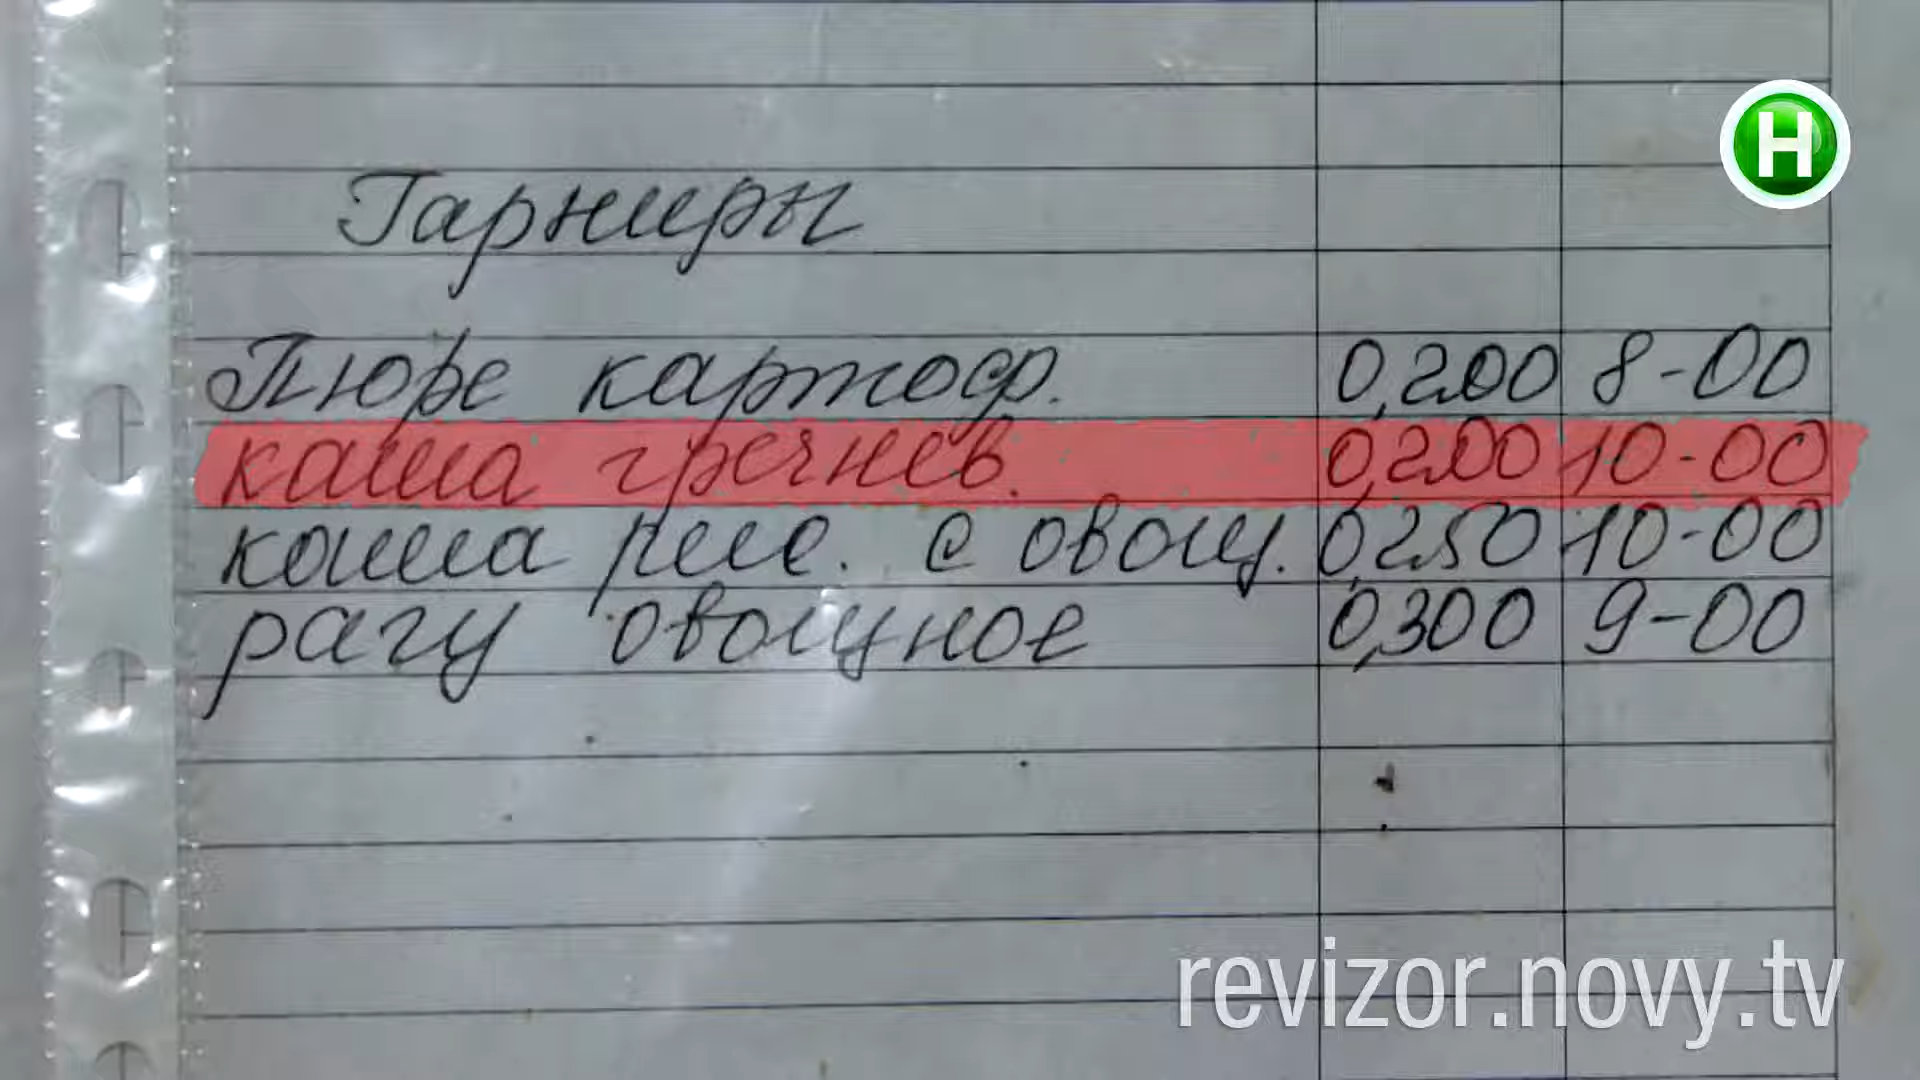 H
Гарниры
Пюре картоф. 0,200 8-00
каша гречнев. 0,200 10-00
каша рис. с овощ. 0,250 10-00
рагу овощное 0,300 9-00
revizor.novy.tv